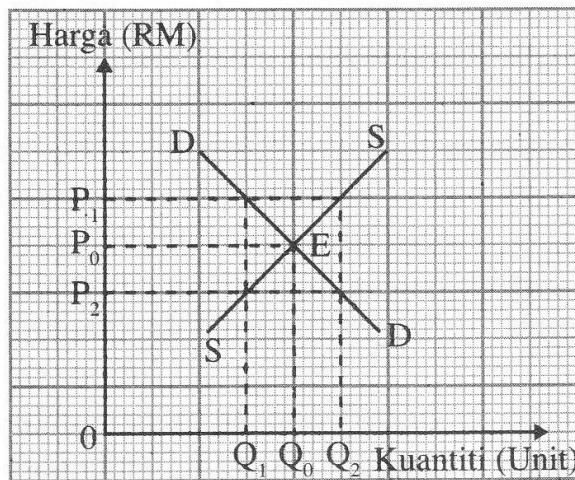 Harga (RM)
D
S
P₁
P₀
E
P₂
S
D
0
Q₁
Q₀
Q₂
Kuantiti (Unit)